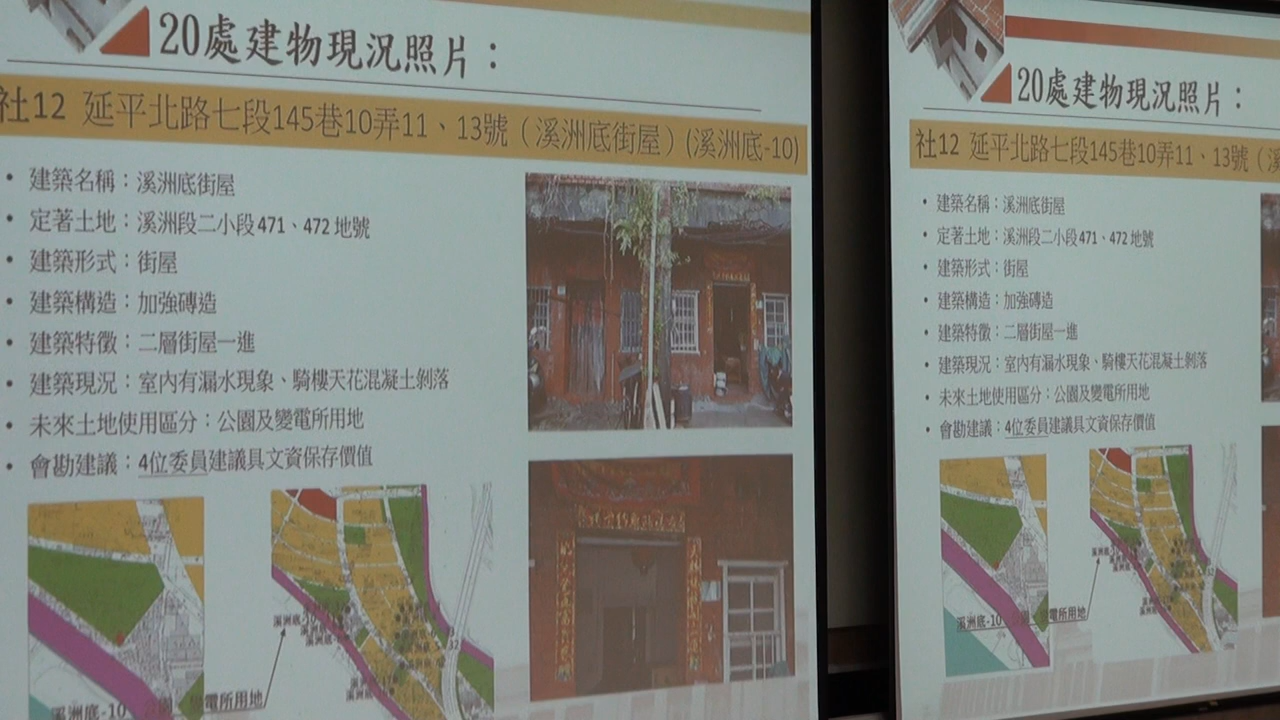 20處建物現況照片：
社12 延平北路七段145巷10弄11、13號（溪洲底街屋）(溪洲底-10)
• 建築名稱：溪洲底街屋
• 定著土地：溪洲段二小段471、472 地號
• 建築形式：街屋
• 建築構造：加強磚造
• 建築特徵：二層街屋一進
• 建築現況：室內有漏水現象、騎樓天花混凝土剝落
• 未來土地使用區分：公園及變電所用地
• 會勘建議：4位委員建議具文資保存價值
溪洲底-10
電所用地
20處建物現況照片：
社12 延平北路七段145巷10弄11、13號（溪
• 建築名稱：溪洲底街屋
• 定著土地：溪洲段二小段471、472 地號
• 建築形式：街屋
• 建築構造：加強磚造
• 建築特徵：二層街屋一進
• 建築現況：室內有漏水現象、騎樓天花混凝土剝落
• 未來土地使用區分：公園及變電所用地
• 會勘建議：4位委員建議具文資保存價值
溪洲底-10
電所用地